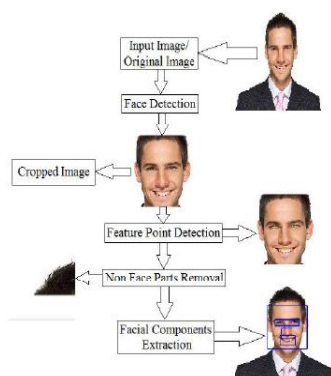 Input Image/
Original Image
Face Detection
Cropped Image
Feature Point Detection
Non Face Parts Removal
Facial Components
Extraction